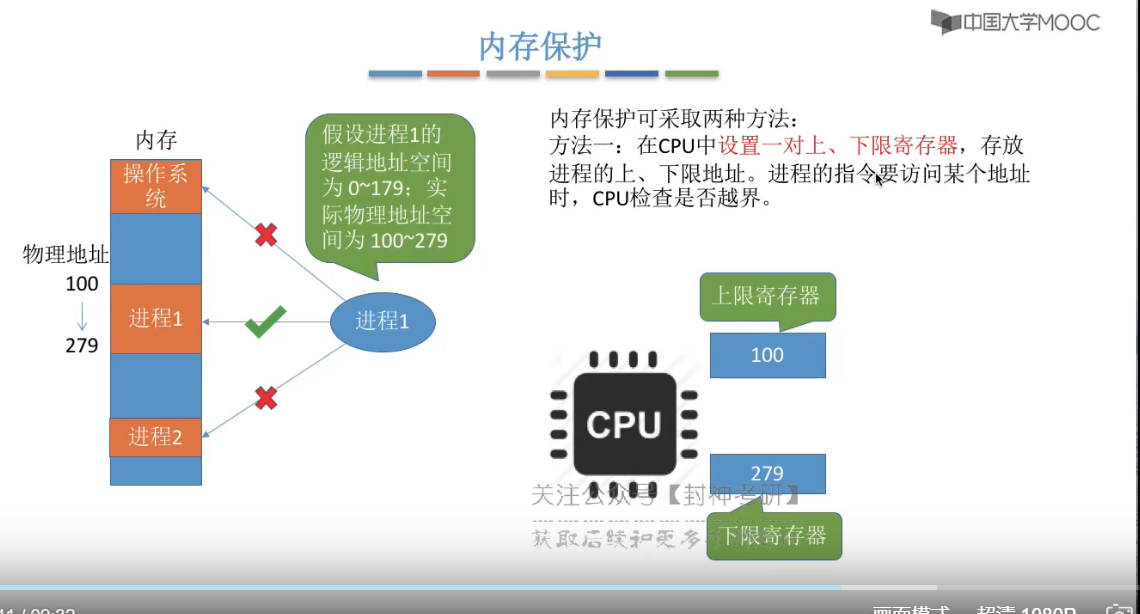 中国大学MOOC
内存保护
内存保护可采取两种方法：
方法一：在CPU中设置一对上、下限寄存器，存放
进程的上、下限地址。进程的指令要访问某个地址
时，CPU检查是否越界。
内存
操作系
统
假设进程1的
逻辑地址空间
为 0~179；实
际物理地址空
间为 100~279
物理地址
100
279
进程1
进程1
进程2
上限寄存器
100
CPU
279
关注公众号【封神考研】
获取后续和更多
下限寄存器
画面模式
超清 1080P